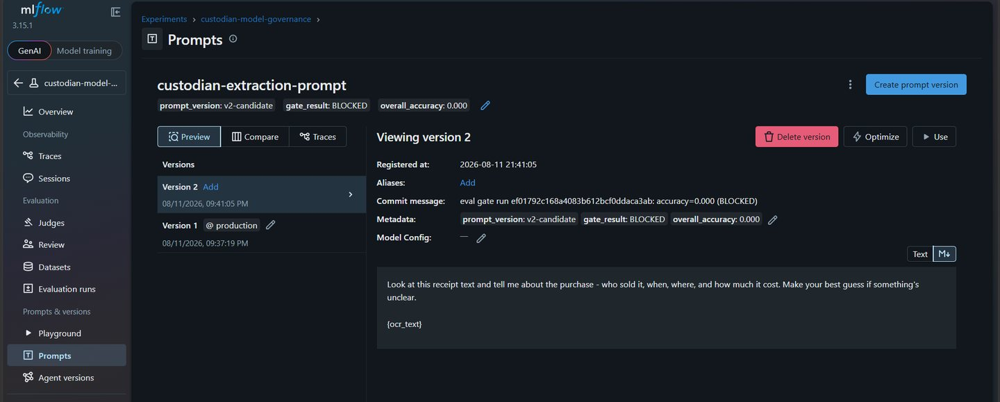 mlflow
3.15.1
GenAI Model training
custodian-model-...
Overview
Observability
Traces
Sessions
Evaluation
Judges
Review
Datasets
Evaluation runs
Prompts & versions
Playground
Prompts
Agent versions
Experiments > custodian-model-governance >
Prompts
custodian-extraction-prompt
Create prompt version
prompt_version: v2-candidate gate_result: BLOCKED overall_accuracy: 0.000
Preview Compare Traces
Versions
Version 2 Add
08/11/2026, 09:41:05 PM
Version 1 @ production
08/11/2026, 09:37:19 PM
Viewing version 2
Delete version Optimize Use
Registered at: 2026-08-11 21:41:05
Aliases: Add
Commit message: eval gate run ef01792c168a4083b612bcf0ddaca3ab: accuracy=0.000 (BLOCKED)
Metadata: prompt_version: v2-candidate gate_result: BLOCKED overall_accuracy: 0.000
Model Config: —
Text M↓
Look at this receipt text and tell me about the purchase - who sold it, when, where, and how much it cost. Make your best guess if something's
unclear.
{ocr_text}